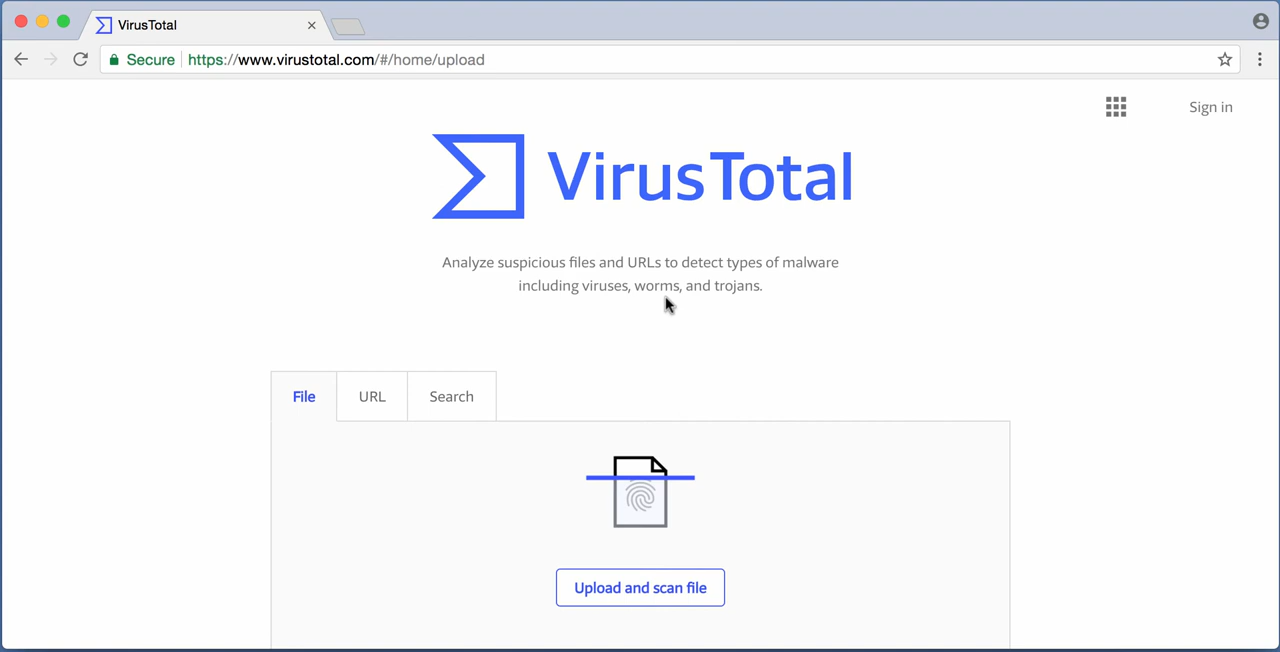 VirusTotal
Secure
https://www.virustotal.com/#/home/upload
Sign in
VirusTotal
Analyze suspicious files and URLs to detect types of malware
including viruses, worms, and trojans.
File
URL
Search
Upload and scan file